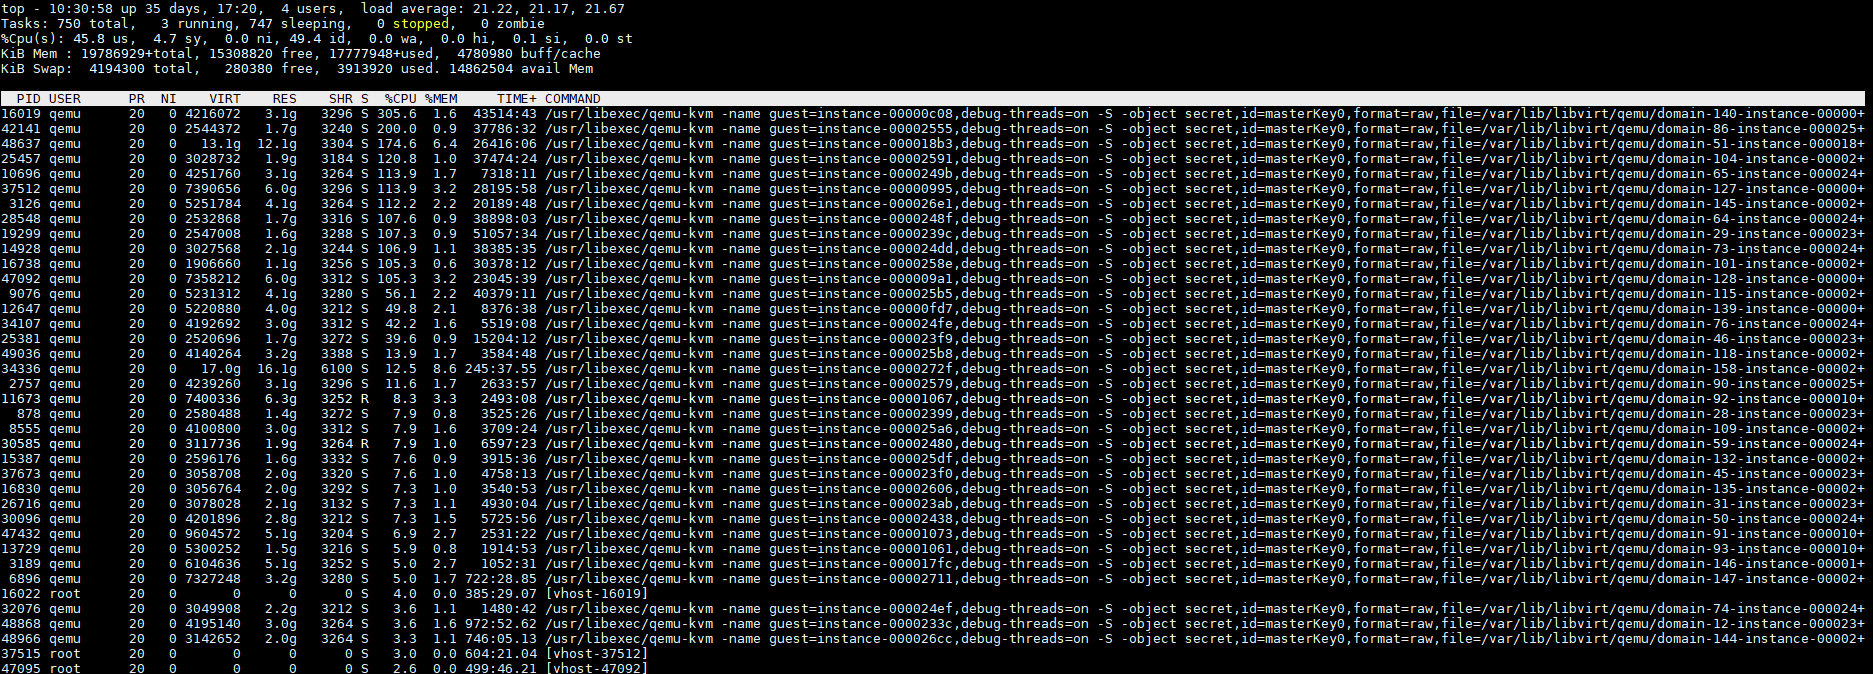 top - 10:30:58 up 35 days, 17:20,  4 users,  load average: 21.22, 21.17, 21.67
Tasks: 750 total,   3 running, 747 sleeping,   0 stopped,   0 zombie
%Cpu(s): 45.8 us,  4.7 sy,  0.0 ni, 49.4 id,  0.0 wa,  0.0 hi,  0.1 si,  0.0 st
KiB Mem : 19786929+total, 15308820 free, 17777948+used,  4780980 buff/cache
KiB Swap:  4194300 total,   280380 free,  3913920 used. 14862504 avail Mem
PID USER      PR  NI    VIRT    RES    SHR S  %CPU %MEM     TIME+ COMMAND
16019 qemu      20   0 4216072   3.1g   3296 S 305.6  1.6  43514:43 /usr/libexec/qemu-kvm -name guest=instance-00000c08,debug-threads=on -S -object secret,id=masterKey0,format=raw,file=/var/lib/libvirt/qemu/domain-140-instance-00000+
42141 qemu      20   0 2544372   1.7g   3240 S 200.0  0.9  37786:32 /usr/libexec/qemu-kvm -name guest=instance-00002555,debug-threads=on -S -object secret,id=masterKey0,format=raw,file=/var/lib/libvirt/qemu/domain-86-instance-000025+
48637 qemu      20   0   13.1g  12.1g   3304 S 174.6  6.4  26416:06 /usr/libexec/qemu-kvm -name guest=instance-000018b3,debug-threads=on -S -object secret,id=masterKey0,format=raw,file=/var/lib/libvirt/qemu/domain-51-instance-000018+
25457 qemu      20   0 3028732   1.9g   3184 S 120.8  1.0  37474:24 /usr/libexec/qemu-kvm -name guest=instance-00002591,debug-threads=on -S -object secret,id=masterKey0,format=raw,file=/var/lib/libvirt/qemu/domain-104-instance-00002+
10696 qemu      20   0 4251760   3.1g   3264 S 113.9  1.7   7318:11 /usr/libexec/qemu-kvm -name guest=instance-0000249b,debug-threads=on -S -object secret,id=masterKey0,format=raw,file=/var/lib/libvirt/qemu/domain-65-instance-000024+
37512 qemu      20   0 7390656   6.0g   3296 S 113.9  3.2  28195:58 /usr/libexec/qemu-kvm -name guest=instance-00000995,debug-threads=on -S -object secret,id=masterKey0,format=raw,file=/var/lib/libvirt/qemu/domain-127-instance-00000+
3126 qemu      20   0 5251784   4.1g   3264 S 112.2  2.2  20189:48 /usr/libexec/qemu-kvm -name guest=instance-000026e1,debug-threads=on -S -object secret,id=masterKey0,format=raw,file=/var/lib/libvirt/qemu/domain-145-instance-00002+
28548 qemu      20   0 2532868   1.7g   3316 S 107.6  0.9  38898:03 /usr/libexec/qemu-kvm -name guest=instance-0000248f,debug-threads=on -S -object secret,id=masterKey0,format=raw,file=/var/lib/libvirt/qemu/domain-64-instance-000024+
19299 qemu      20   0 2547008   1.6g   3288 S 107.3  0.9  51057:34 /usr/libexec/qemu-kvm -name guest=instance-0000239c,debug-threads=on -S -object secret,id=masterKey0,format=raw,file=/var/lib/libvirt/qemu/domain-29-instance-000023+
14928 qemu      20   0 3027568   2.1g   3244 S 106.9  1.1  38385:35 /usr/libexec/qemu-kvm -name guest=instance-000024dd,debug-threads=on -S -object secret,id=masterKey0,format=raw,file=/var/lib/libvirt/qemu/domain-73-instance-000024+
16738 qemu      20   0 1906660   1.1g   3256 S 105.3  0.6  30378:12 /usr/libexec/qemu-kvm -name guest=instance-0000258e,debug-threads=on -S -object secret,id=masterKey0,format=raw,file=/var/lib/libvirt/qemu/domain-101-instance-00002+
47092 qemu      20   0 7358212   6.0g   3312 S 105.3  3.2  23045:39 /usr/libexec/qemu-kvm -name guest=instance-000009a1,debug-threads=on -S -object secret,id=masterKey0,format=raw,file=/var/lib/libvirt/qemu/domain-128-instance-00000+
9076 qemu      20   0 5231312   4.1g   3280 S  56.1  2.2  40379:11 /usr/libexec/qemu-kvm -name guest=instance-000025b5,debug-threads=on -S -object secret,id=masterKey0,format=raw,file=/var/lib/libvirt/qemu/domain-115-instance-00002+
12647 qemu      20   0 5220880   4.0g   3212 S  49.8  2.1   8376:38 /usr/libexec/qemu-kvm -name guest=instance-00000fd7,debug-threads=on -S -object secret,id=masterKey0,format=raw,file=/var/lib/libvirt/qemu/domain-139-instance-00000+
34107 qemu      20   0 4192692   3.0g   3312 S  42.2  1.6   5519:08 /usr/libexec/qemu-kvm -name guest=instance-000024fe,debug-threads=on -S -object secret,id=masterKey0,format=raw,file=/var/lib/libvirt/qemu/domain-76-instance-000024+
25381 qemu      20   0 2520696   1.7g   3272 S  39.6  0.9  15204:12 /usr/libexec/qemu-kvm -name guest=instance-000023f9,debug-threads=on -S -object secret,id=masterKey0,format=raw,file=/var/lib/libvirt/qemu/domain-46-instance-000023+
49036 qemu      20   0 4140264   3.2g   3388 S  13.9  1.7   3584:48 /usr/libexec/qemu-kvm -name guest=instance-000025b8,debug-threads=on -S -object secret,id=masterKey0,format=raw,file=/var/lib/libvirt/qemu/domain-118-instance-00002+
34336 qemu      20   0   17.0g  16.1g   6100 S  12.5  8.6 245:37.55 /usr/libexec/qemu-kvm -name guest=instance-0000272f,debug-threads=on -S -object secret,id=masterKey0,format=raw,file=/var/lib/libvirt/qemu/domain-158-instance-00002+
2757 qemu      20   0 4239260   3.1g   3296 S  11.6  1.7   2633:57 /usr/libexec/qemu-kvm -name guest=instance-00002579,debug-threads=on -S -object secret,id=masterKey0,format=raw,file=/var/lib/libvirt/qemu/domain-90-instance-000025+
11673 qemu      20   0 7400336   6.3g   3252 R   8.3  3.3   2493:08 /usr/libexec/qemu-kvm -name guest=instance-00001067,debug-threads=on -S -object secret,id=masterKey0,format=raw,file=/var/lib/libvirt/qemu/domain-92-instance-000010+
878 qemu      20   0 2580488   1.4g   3272 S   7.9  0.8   3525:26 /usr/libexec/qemu-kvm -name guest=instance-00002399,debug-threads=on -S -object secret,id=masterKey0,format=raw,file=/var/lib/libvirt/qemu/domain-28-instance-000023+
8555 qemu      20   0 4100800   3.0g   3312 S   7.9  1.6   3709:24 /usr/libexec/qemu-kvm -name guest=instance-000025a6,debug-threads=on -S -object secret,id=masterKey0,format=raw,file=/var/lib/libvirt/qemu/domain-109-instance-00002+
30585 qemu      20   0 3117736   1.9g   3264 R   7.9  1.0   6597:23 /usr/libexec/qemu-kvm -name guest=instance-00002480,debug-threads=on -S -object secret,id=masterKey0,format=raw,file=/var/lib/libvirt/qemu/domain-59-instance-000024+
15387 qemu      20   0 2596176   1.6g   3332 S   7.6  0.9   3915:36 /usr/libexec/qemu-kvm -name guest=instance-000025df,debug-threads=on -S -object secret,id=masterKey0,format=raw,file=/var/lib/libvirt/qemu/domain-132-instance-00002+
37673 qemu      20   0 3058708   2.0g   3320 S   7.6  1.0   4758:13 /usr/libexec/qemu-kvm -name guest=instance-000023f0,debug-threads=on -S -object secret,id=masterKey0,format=raw,file=/var/lib/libvirt/qemu/domain-45-instance-000023+
16830 qemu      20   0 3056764   2.0g   3292 S   7.3  1.0   3540:53 /usr/libexec/qemu-kvm -name guest=instance-00002606,debug-threads=on -S -object secret,id=masterKey0,format=raw,file=/var/lib/libvirt/qemu/domain-135-instance-00002+
26716 qemu      20   0 3078028   2.1g   3132 S   7.3  1.1   4930:04 /usr/libexec/qemu-kvm -name guest=instance-000023ab,debug-threads=on -S -object secret,id=masterKey0,format=raw,file=/var/lib/libvirt/qemu/domain-31-instance-000023+
30096 qemu      20   0 4201896   2.8g   3212 S   7.3  1.5   5725:56 /usr/libexec/qemu-kvm -name guest=instance-00002438,debug-threads=on -S -object secret,id=masterKey0,format=raw,file=/var/lib/libvirt/qemu/domain-50-instance-000024+
47432 qemu      20   0 9604572   5.1g   3204 S   6.9  2.7   2531:22 /usr/libexec/qemu-kvm -name guest=instance-00001073,debug-threads=on -S -object secret,id=masterKey0,format=raw,file=/var/lib/libvirt/qemu/domain-91-instance-000010+
13729 qemu      20   0 5300252   1.5g   3216 S   5.9  0.8   1914:53 /usr/libexec/qemu-kvm -name guest=instance-00001061,debug-threads=on -S -object secret,id=masterKey0,format=raw,file=/var/lib/libvirt/qemu/domain-93-instance-000010+
3189 qemu      20   0 6104636   5.1g   3252 S   5.0  2.7   1052:31 /usr/libexec/qemu-kvm -name guest=instance-000017fc,debug-threads=on -S -object secret,id=masterKey0,format=raw,file=/var/lib/libvirt/qemu/domain-146-instance-00001+
6896 qemu      20   0 7327248   3.2g   3280 S   5.0  1.7 722:28.85 /usr/libexec/qemu-kvm -name guest=instance-00002711,debug-threads=on -S -object secret,id=masterKey0,format=raw,file=/var/lib/libvirt/qemu/domain-147-instance-00002+
16022 root      20   0       0      0      0 S   4.0  0.0 385:29.07 [vhost-16019]
32076 qemu      20   0 3049908   2.2g   3212 S   3.6  1.1   1480:42 /usr/libexec/qemu-kvm -name guest=instance-000024ef,debug-threads=on -S -object secret,id=masterKey0,format=raw,file=/var/lib/libvirt/qemu/domain-74-instance-000024+
48868 qemu      20   0 4195140   3.0g   3264 S   3.6  1.6 972:52.62 /usr/libexec/qemu-kvm -name guest=instance-0000233c,debug-threads=on -S -object secret,id=masterKey0,format=raw,file=/var/lib/libvirt/qemu/domain-12-instance-000023+
48966 qemu      20   0 3142652   2.0g   3264 S   3.3  1.1 746:05.13 /usr/libexec/qemu-kvm -name guest=instance-000026cc,debug-threads=on -S -object secret,id=masterKey0,format=raw,file=/var/lib/libvirt/qemu/domain-144-instance-00002+
37515 root      20   0       0      0      0 S   3.0  0.0 604:21.04 [vhost-37512]
47095 root      20   0       0      0      0 S   2.6  0.0 499:46.21 [vhost-47092]